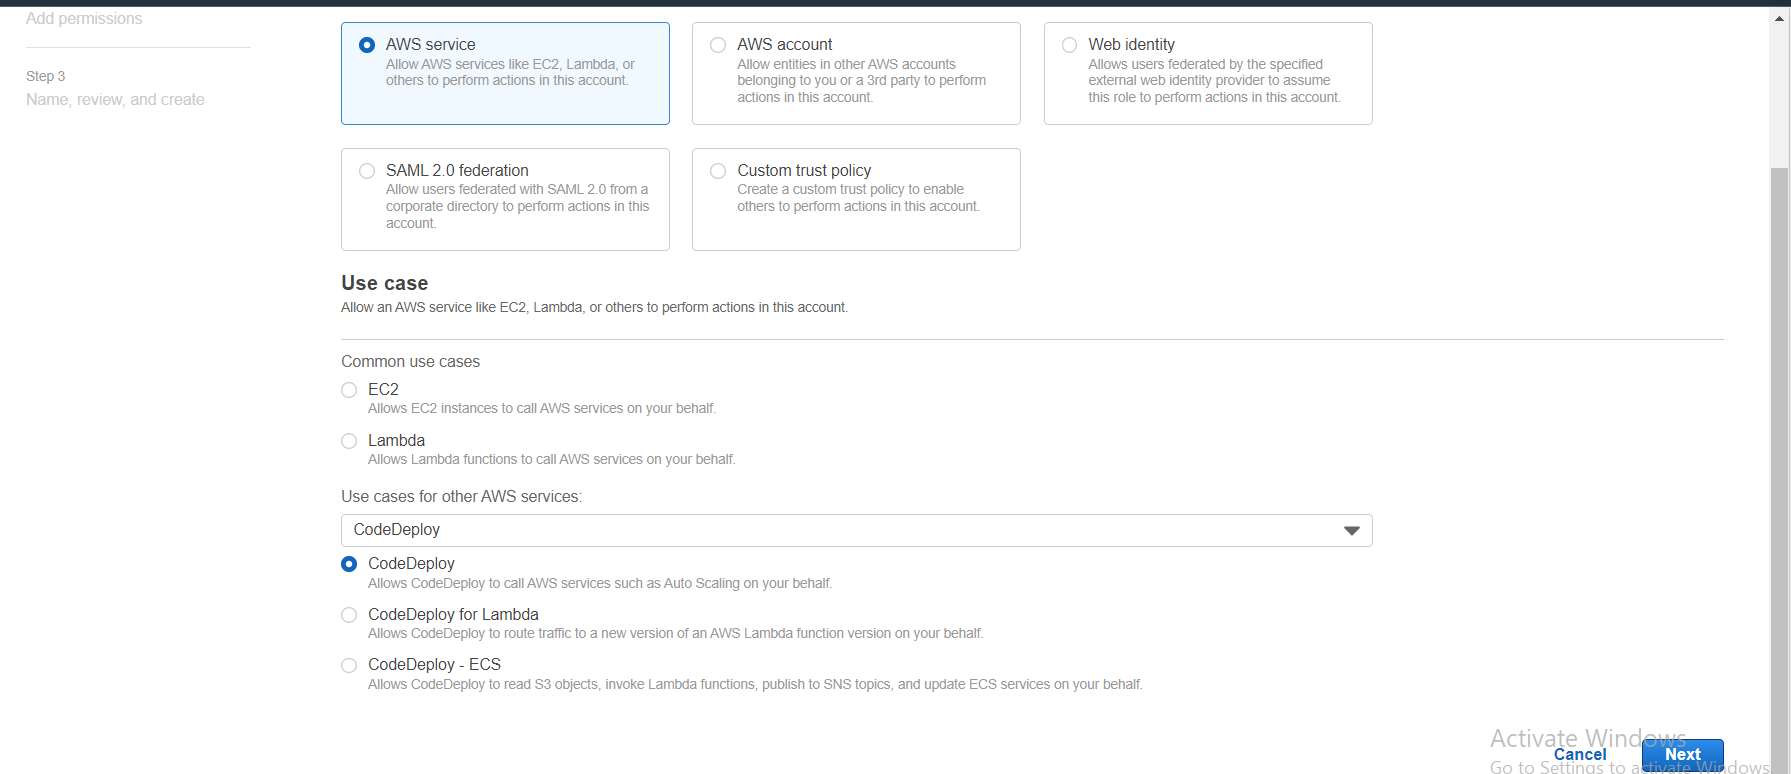 Add permissions
Step 3
Name, review, and create
AWS service
Allow AWS services like EC2, Lambda, or
others to perform actions in this account.
AWS account
Allow entities in other AWS accounts
belonging to you or a 3rd party to perform
actions in this account.
Web identity
Allows users federated by the specified
external web identity provider to assume
this role to perform actions in this account.
SAML 2.0 federation
Allow users federated with SAML 2.0 from a
corporate directory to perform actions in this
account.
Custom trust policy
Create a custom trust policy to enable
others to perform actions in this account.
Use case
Allow an AWS service like EC2, Lambda, or others to perform actions in this account.
Common use cases
EC2
Allows EC2 instances to call AWS services on your behalf.
Lambda
Allows Lambda functions to call AWS services on your behalf.
Use cases for other AWS services:
CodeDeploy
CodeDeploy
Allows CodeDeploy to call AWS services such as Auto Scaling on your behalf.
CodeDeploy for Lambda
Allows CodeDeploy to route traffic to a new version of an AWS Lambda function version on your behalf.
CodeDeploy - ECS
Allows CodeDeploy to read S3 objects, invoke Lambda functions, publish to SNS topics, and update ECS services on your behalf.
Activate Windows
Cancel
Next
Go to Settings to activate Windows